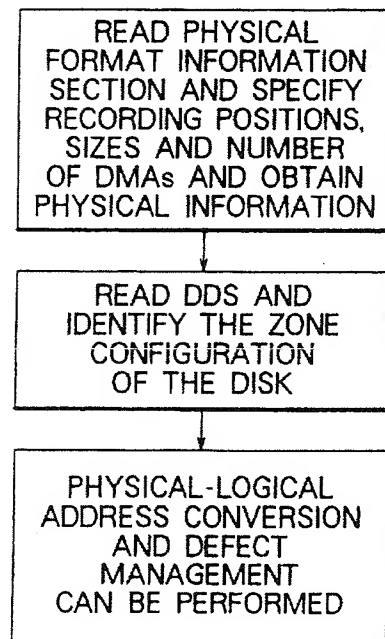 READ PHYSICAL
FORMAT INFORMATION
SECTION AND SPECIFY
RECORDING POSITIONS,
SIZES AND NUMBER
OF DMAs AND OBTAIN
PHYSICAL INFORMATION
READ DDS AND
IDENTIFY THE ZONE
CONFIGURATION
OF THE DISK
PHYSICAL-LOGICAL
ADDRESS CONVERSION
AND DEFECT
MANAGEMENT
CAN BE PERFORMED